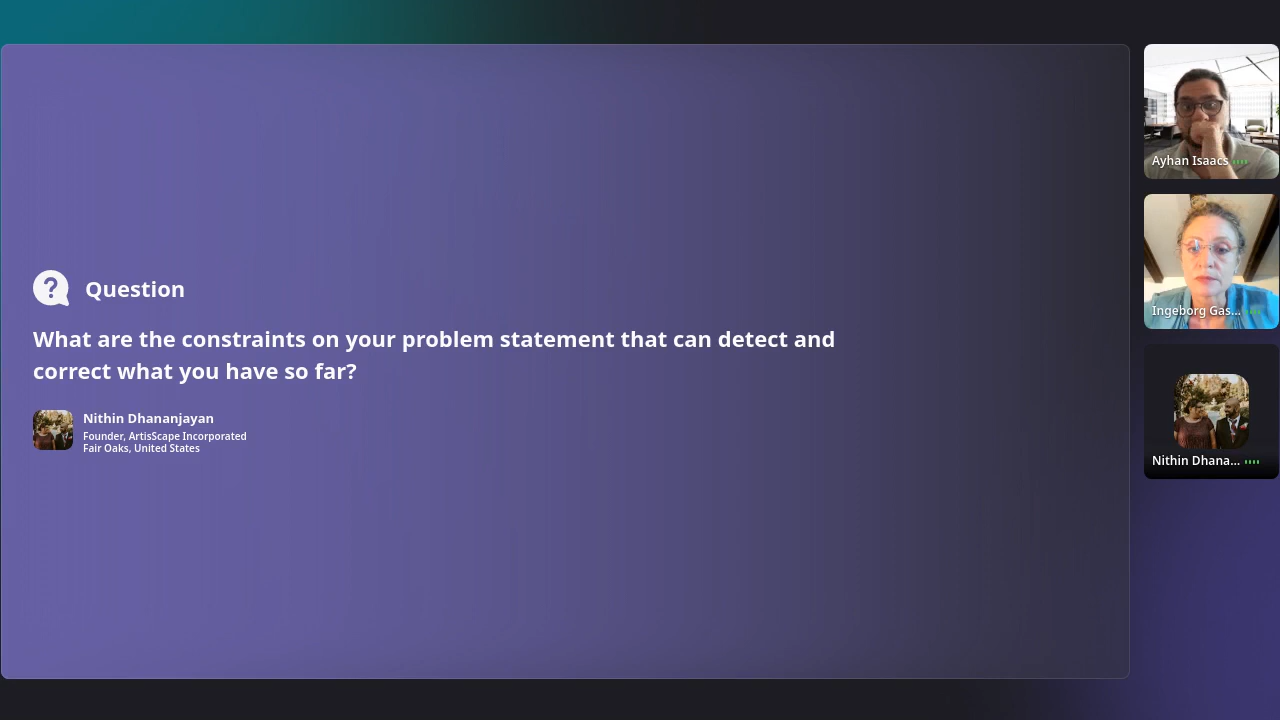 Question
What are the constraints on your problem statement that can detect and
correct what you have so far?
Nithin Dhananjayan
Founder, ArtisScape Incorporated
Fair Oaks, United States
Ayhan Isaacs
Ingeborg Gas...
Nithin Dhana...